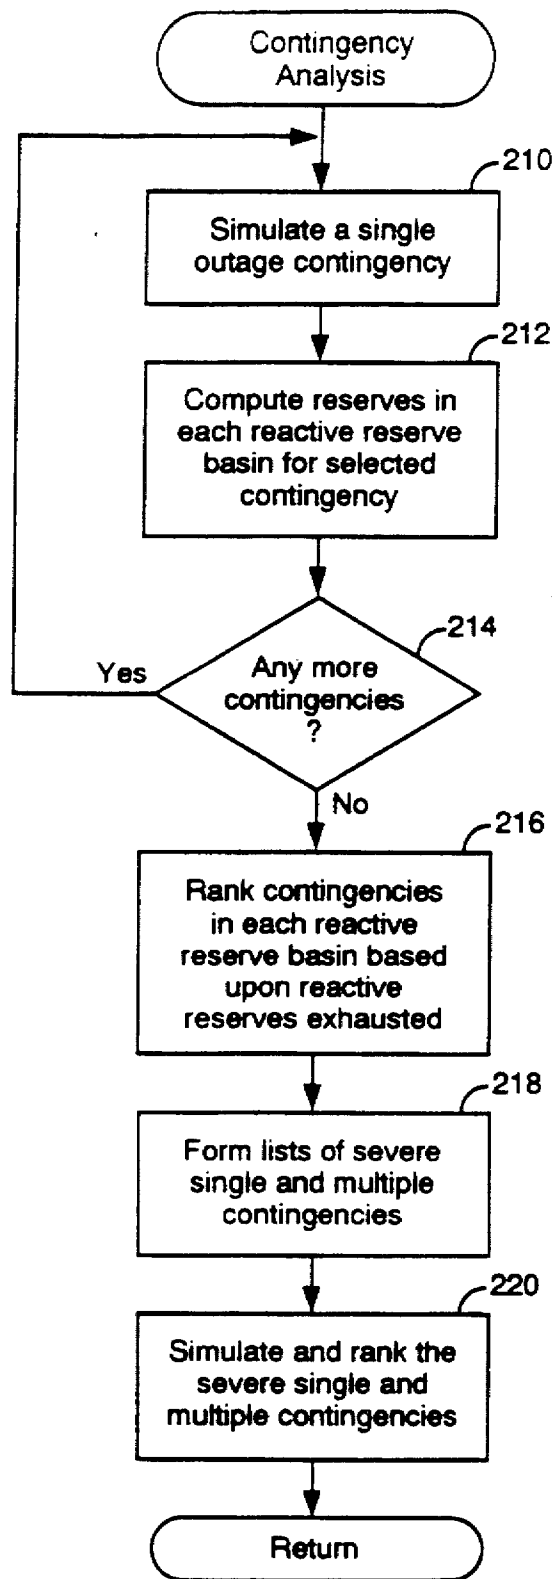 Contingency
Analysis
210
Simulate a single
outage contingency
212
Compute reserves in
each reactive reserve
basin for selected
contingency
214
Yes
Any more
contingencies
?
No
216
Rank contingencies
in each reactive
reserve basin based
upon reactive
reserves exhausted
218
Form lists of severe
single and multiple
contingencies
220
Simulate and rank the
severe single and
multiple contingencies
Return